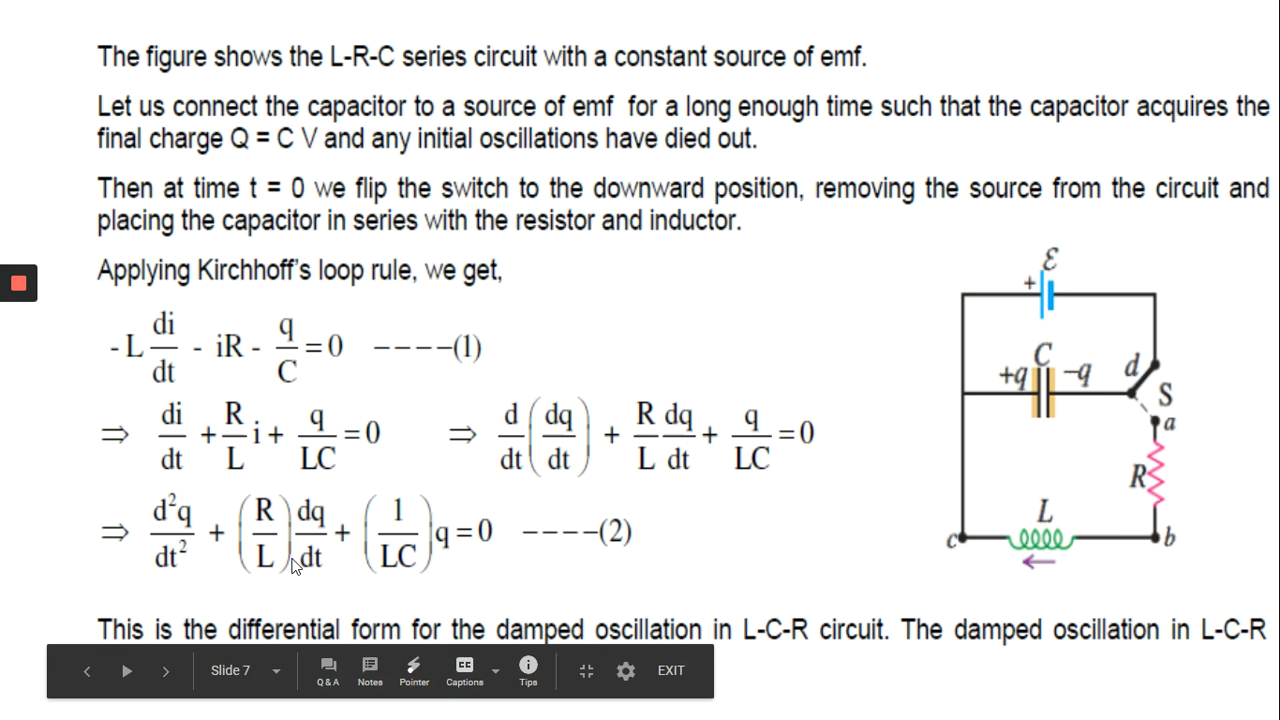 The figure shows the L-R-C series circuit with a constant source of emf.
Let us connect the capacitor to a source of emf for a long enough time such that the capacitor acquires the
final charge Q = C V and any initial oscillations have died out.
Then at time t = 0 we flip the switch to the downward position, removing the source from the circuit and
placing the capacitor in series with the resistor and inductor.
Applying Kirchhoff's loop rule, we get,
- L di/dt - iR - q/C = 0 ----(1)
⇒ di/dt + R/L i + q/LC = 0 ⇒ d/dt (dq/dt) + R/L dq/dt + q/LC = 0
⇒ d²q/dt² + (R/L) dq/dt + (1/LC) q = 0 ----(2)
ε
+
C
+q
-q
d
S
a
R
L
c
b
This is the differential form for the damped oscillation in L-C-R circuit. The damped oscillation in L-C-R
Slide 7
Q & A
Notes
Pointer
CC
Captions
Tips
EXIT